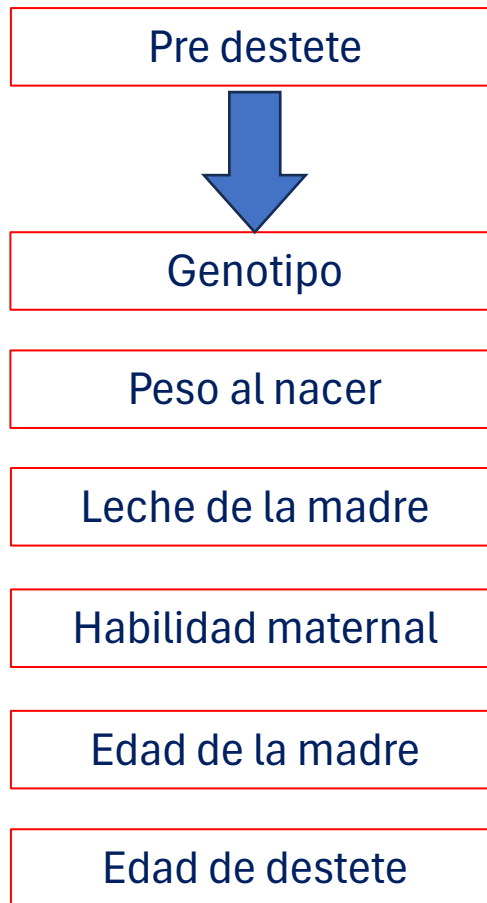 Pre destete
Genotipo
Peso al nacer
Leche de la madre
Habilidad maternal
Edad de la madre
Edad de destete